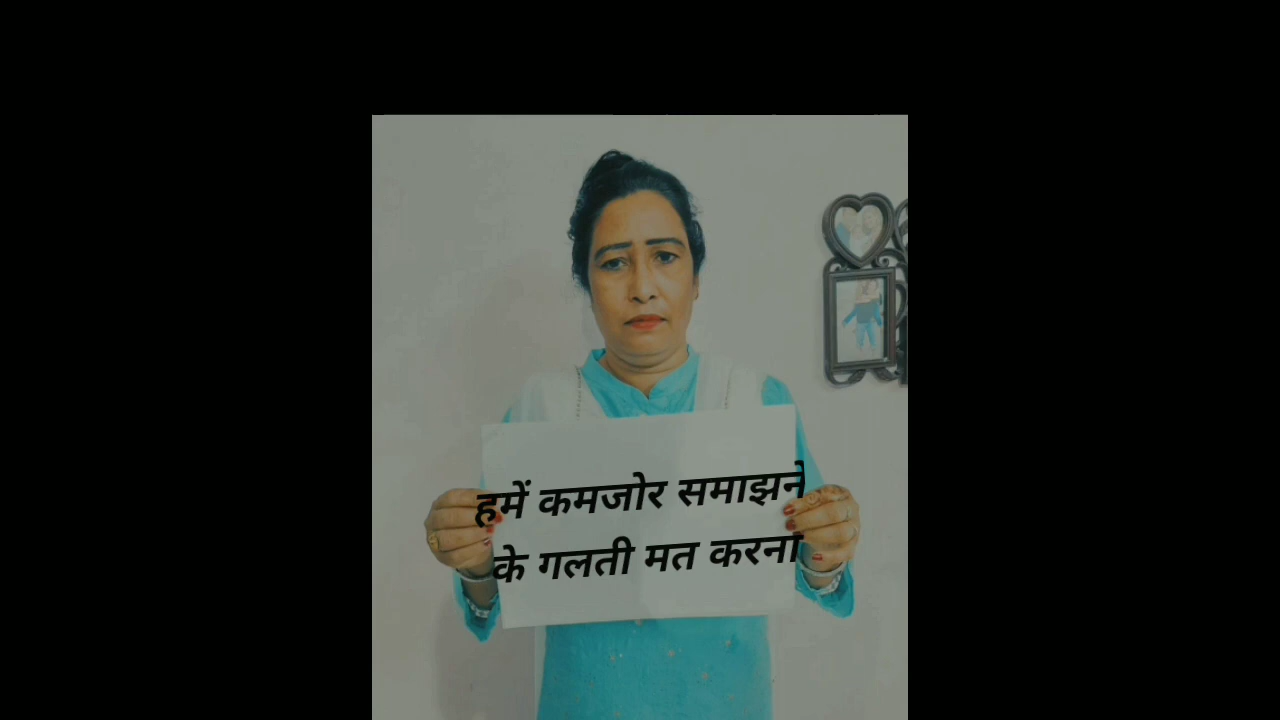 हमें कमजोर समाझने
के गलती मत करना